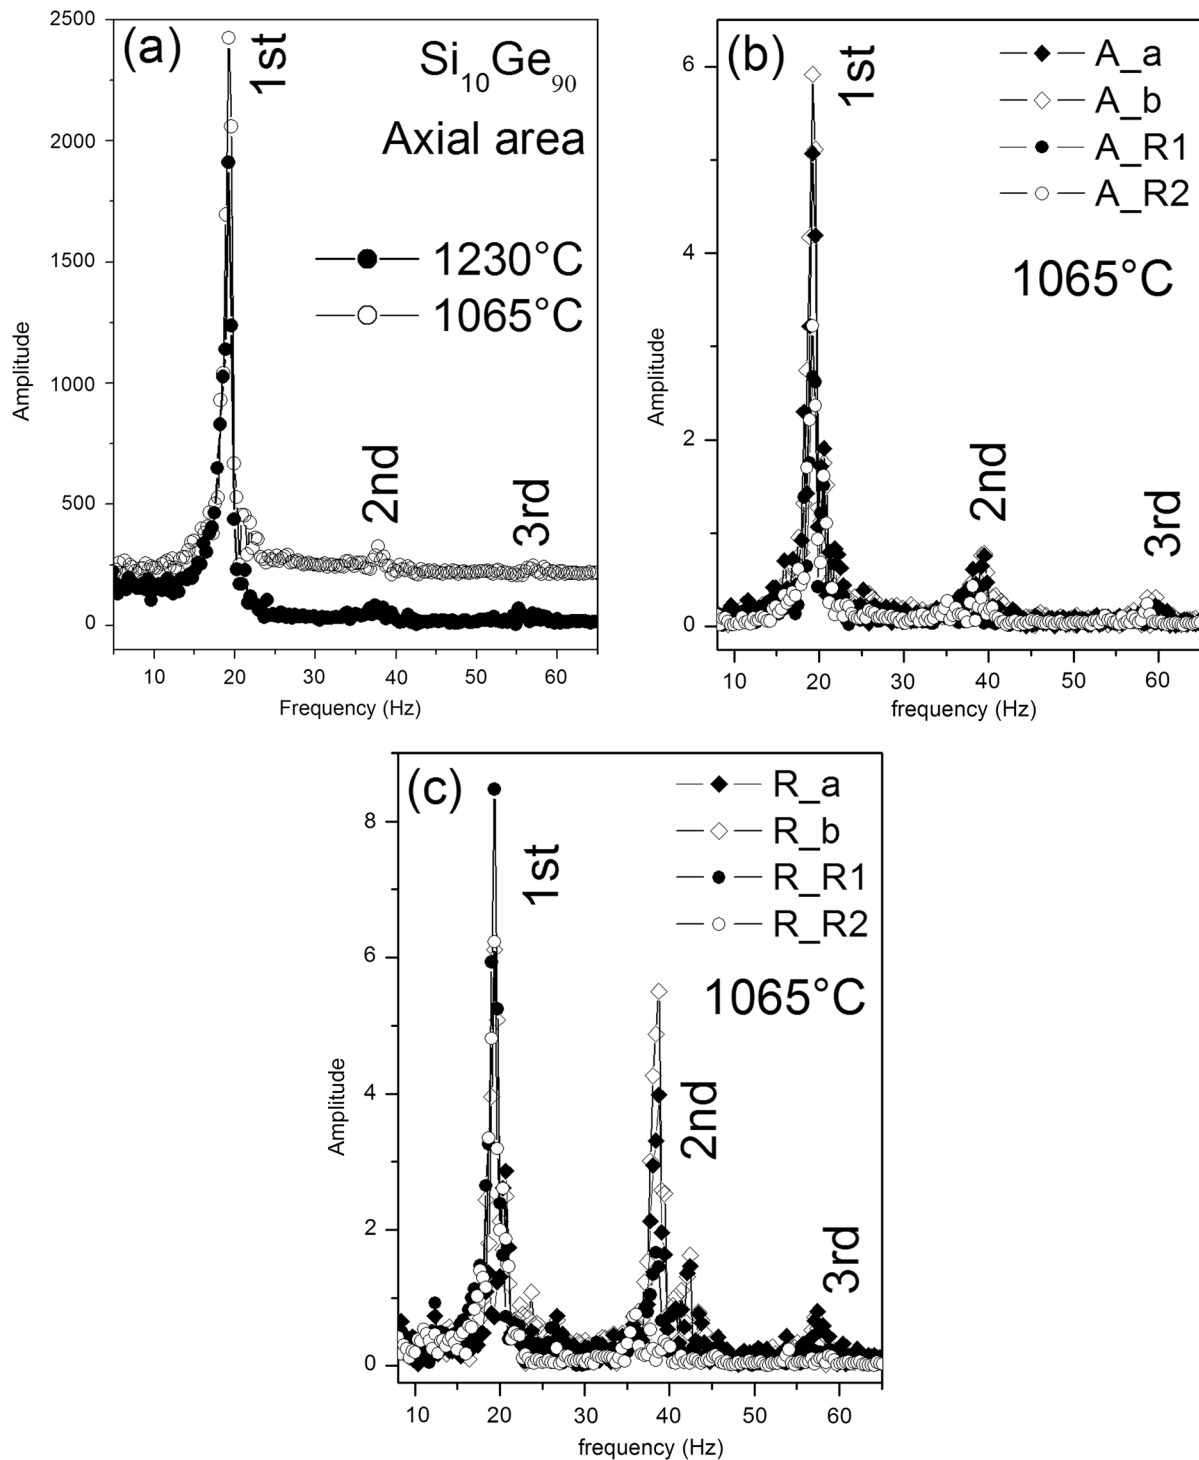 (a)
Si10Ge90
Axial area
1st
2nd
3rd
1230°C
1065°C
2500
2000
1500
1000
500
0
Amplitude
10 20 30 40 50 60
Frequency (Hz)
(b)
1st
2nd
3rd
A_a
A_b
A_R1
A_R2
1065°C
6
4
2
0
Amplitude
10 20 30 40 50 60
frequency (Hz)
(c)
1st
2nd
3rd
R_a
R_b
R_R1
R_R2
1065°C
8
6
4
2
0
Amplitude
10 20 30 40 50 60
frequency (Hz)